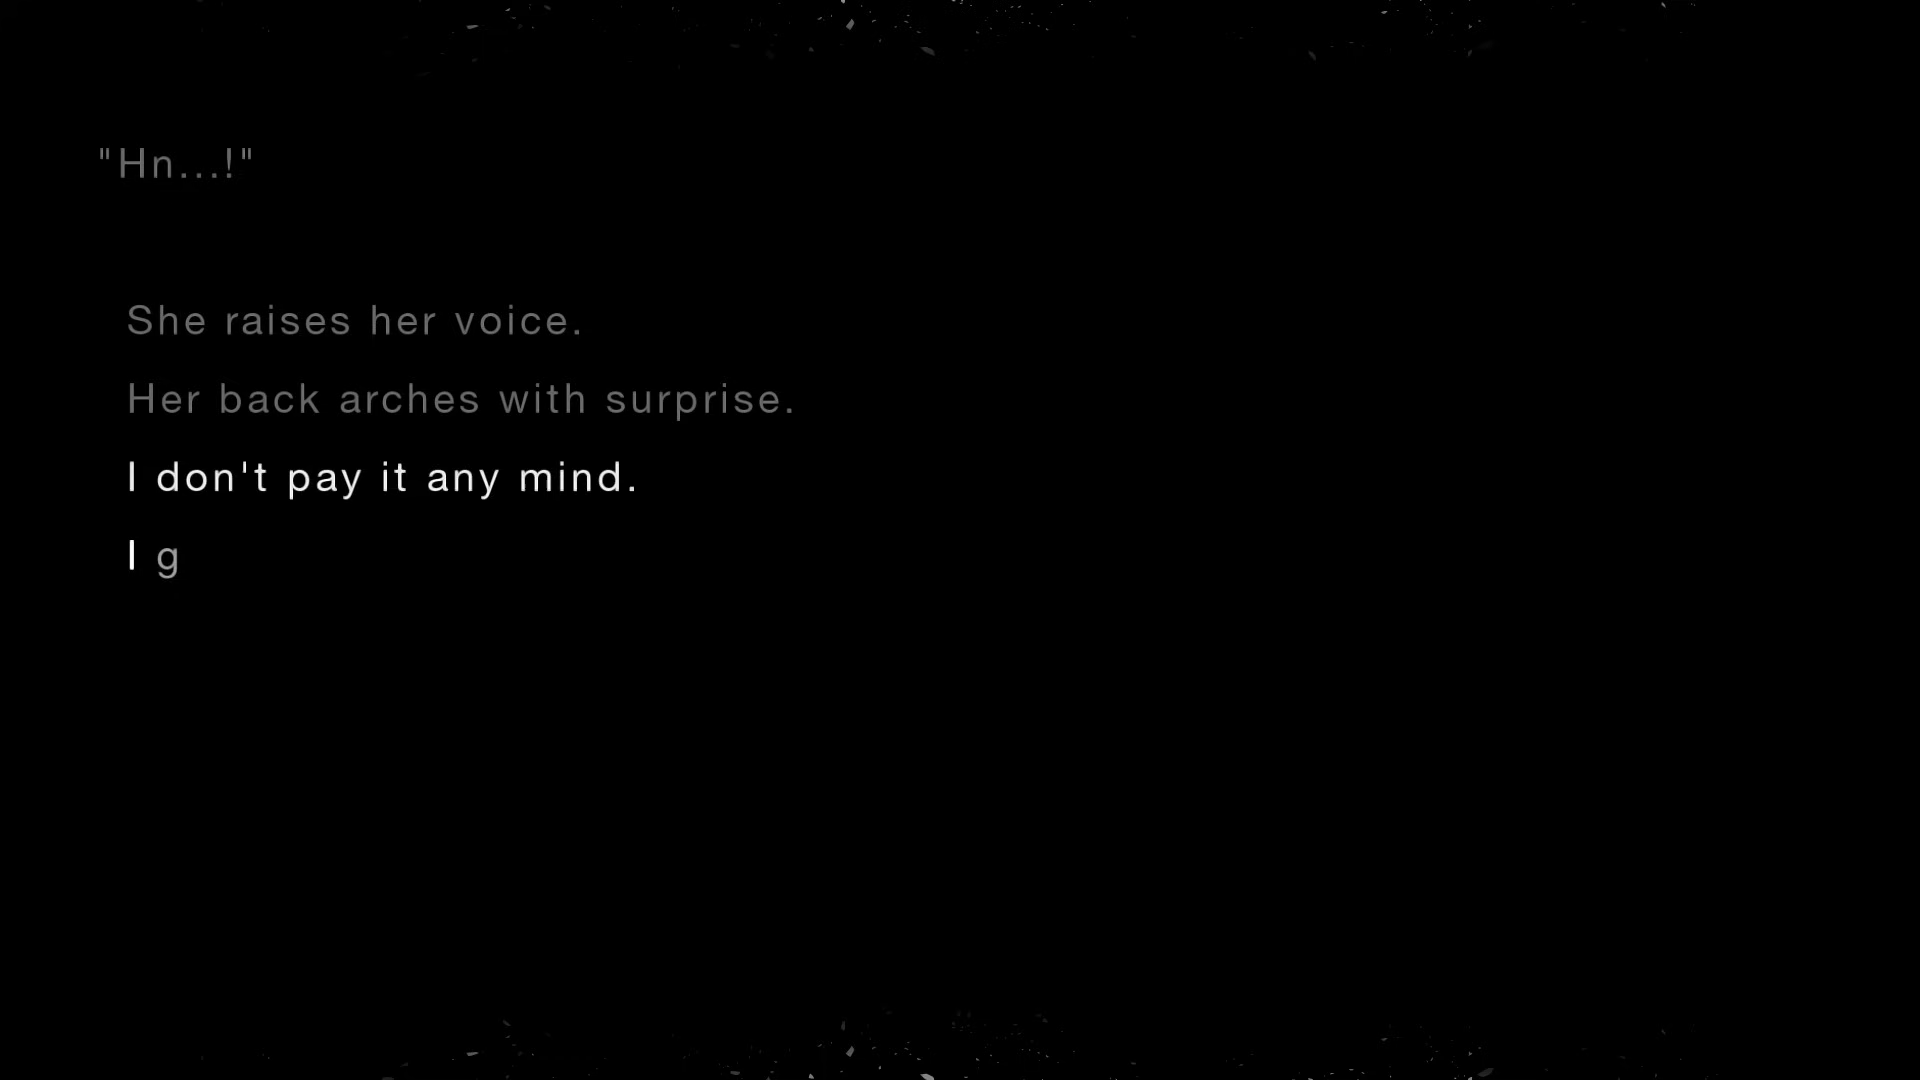 "Hn...!"
She raises her voice.
Her back arches with surprise.
I don't pay it any mind.
I g